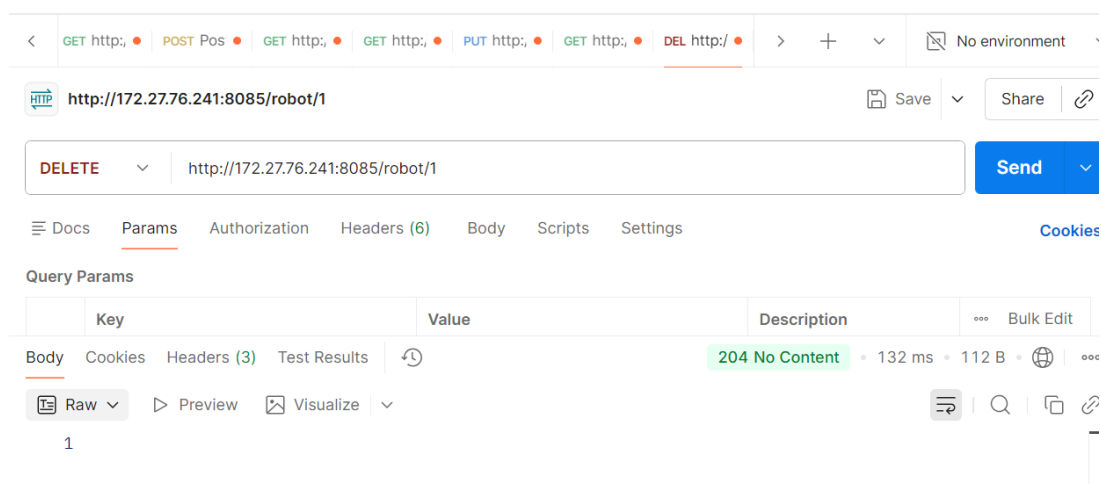 GET http:, POST Pos GET http:, GET http:, PUT http:, GET http:, DEL http:/ No environment
HTTP http://172.27.76.241:8085/robot/1 Save Share
DELETE http://172.27.76.241:8085/robot/1 Send
Docs Params Authorization Headers (6) Body Scripts Settings Cookies
Query Params
Key Value Description Bulk Edit
Body Cookies Headers (3) Test Results 204 No Content • 132 ms • 112 B •
Raw Preview Visualize
1